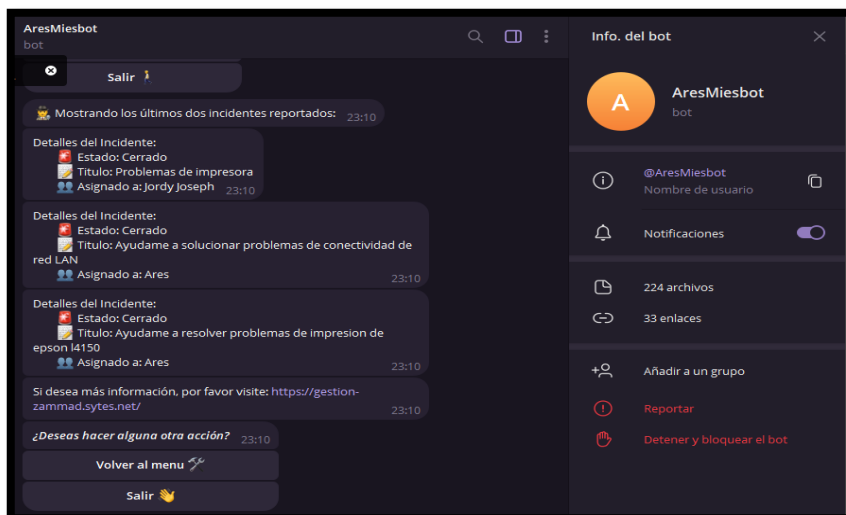 AresMiesbot
bot
Salir
Mostrando los últimos dos incidentes reportados: 23:10
Detalles del Incidente:
Estado: Cerrado
Titulo: Problemas de impresora
Asignado a: Jordy Joseph 23:10
Detalles del Incidente:
Estado: Cerrado
Titulo: Ayudame a solucionar problemas de conectividad de
red LAN
Asignado a: Ares 23:10
Detalles del Incidente:
Estado: Cerrado
Titulo: Ayudame a resolver problemas de impresion de
epson l4150
Asignado a: Ares 23:10
Si desea más información, por favor visite: https://gestion-
zammad.sytes.net/ 23:10
¿Deseas hacer alguna otra acción? 23:10
Volver al menu
Salir
Info. del bot
A
AresMiesbot
bot
@AresMiesbot
Nombre de usuario
Notificaciones
224 archivos
33 enlaces
Añadir a un grupo
Reportar
Detener y bloquear el bot